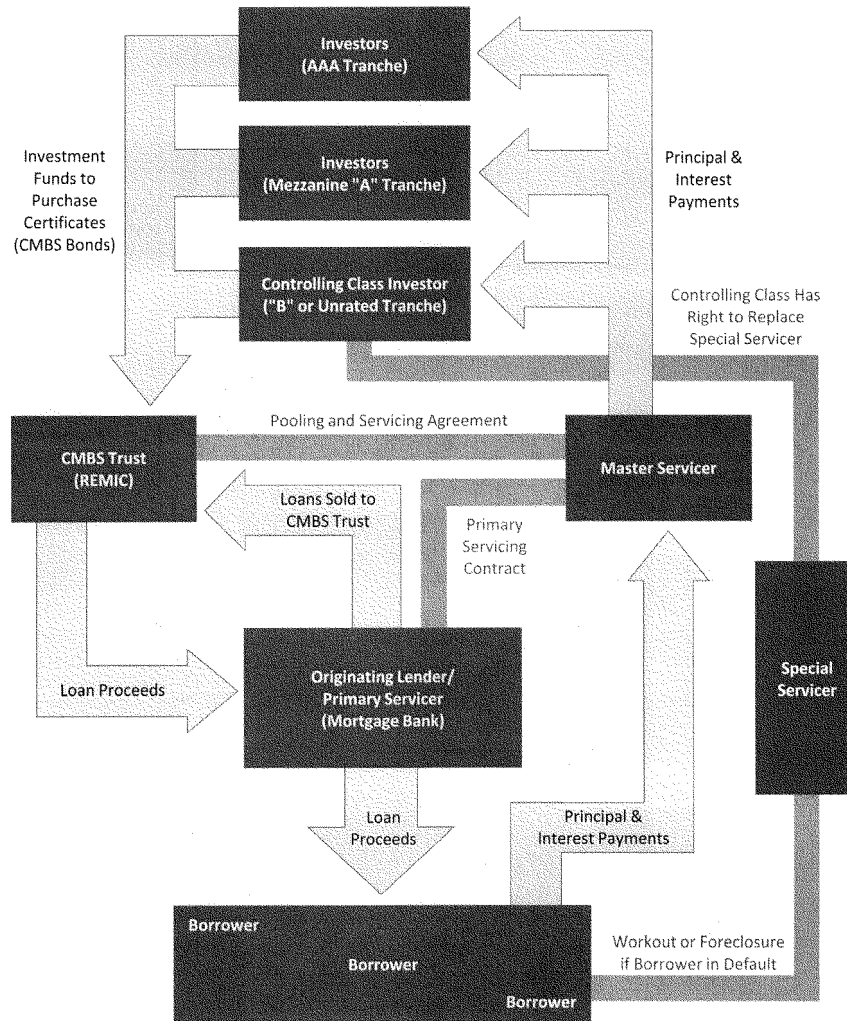 Investors
(AAA Tranche)
Investment
Funds to
Purchase
Certificates
(CMBS Bonds)
Investors
(Mezzanine "A" Tranche)
Principal &
Interest
Payments
Controlling Class Investor
("B" or Unrated Tranche)
Controlling Class Has
Right to Replace
Special Servicer
Pooling and Servicing Agreement
CMBS Trust
(REMIC)
Master Servicer
Loans Sold to
CMBS Trust
Primary
Servicing
Contract
Loan Proceeds
Originating Lender/
Primary Servicer
(Mortgage Bank)
Special
Servicer
Loan
Proceeds
Principal &
Interest Payments
Borrower
Borrower
Borrower
Workout or Foreclosure
if Borrower in Default